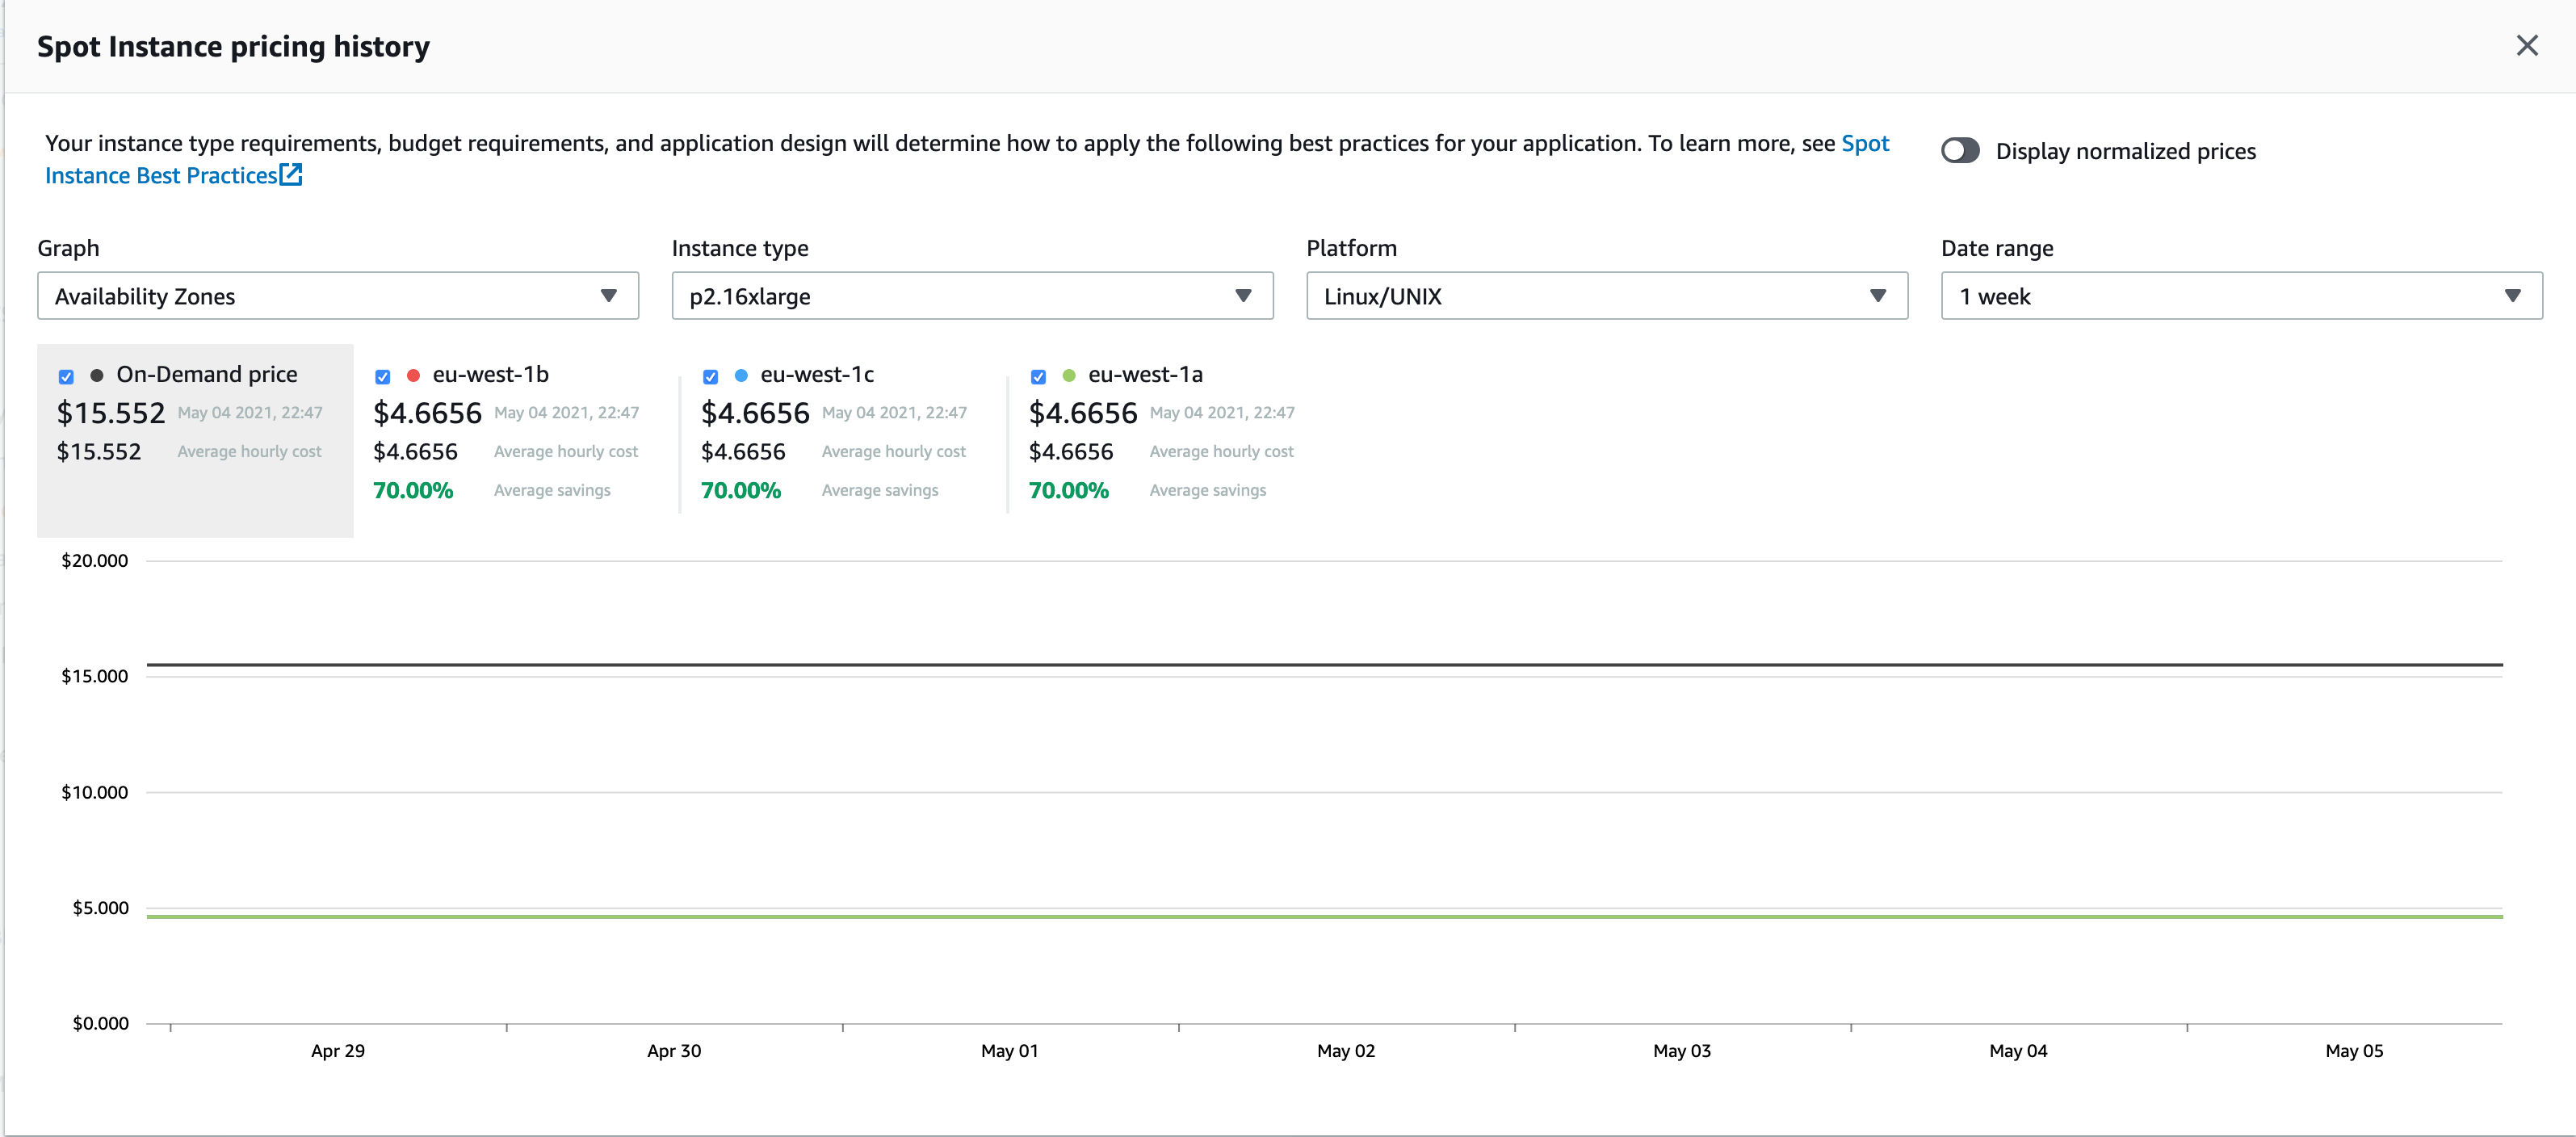 Spot Instance pricing history
Your instance type requirements, budget requirements, and application design will determine how to apply the following best practices for your application. To learn more, see Spot
Instance Best Practices
Display normalized prices
Graph
Instance type
Platform
Date range
Availability Zones
p2.16xlarge
Linux/UNIX
1 week
On-Demand price
$15.552 May 04 2021, 22:47
$15.552 Average hourly cost
eu-west-1b
$4.6656 May 04 2021, 22:47
$4.6656 Average hourly cost
70.00% Average savings
eu-west-1c
$4.6656 May 04 2021, 22:47
$4.6656 Average hourly cost
70.00% Average savings
eu-west-1a
$4.6656 May 04 2021, 22:47
$4.6656 Average hourly cost
70.00% Average savings
$20.000
$15.000
$10.000
$5.000
$0.000
Apr 29
Apr 30
May 01
May 02
May 03
May 04
May 05